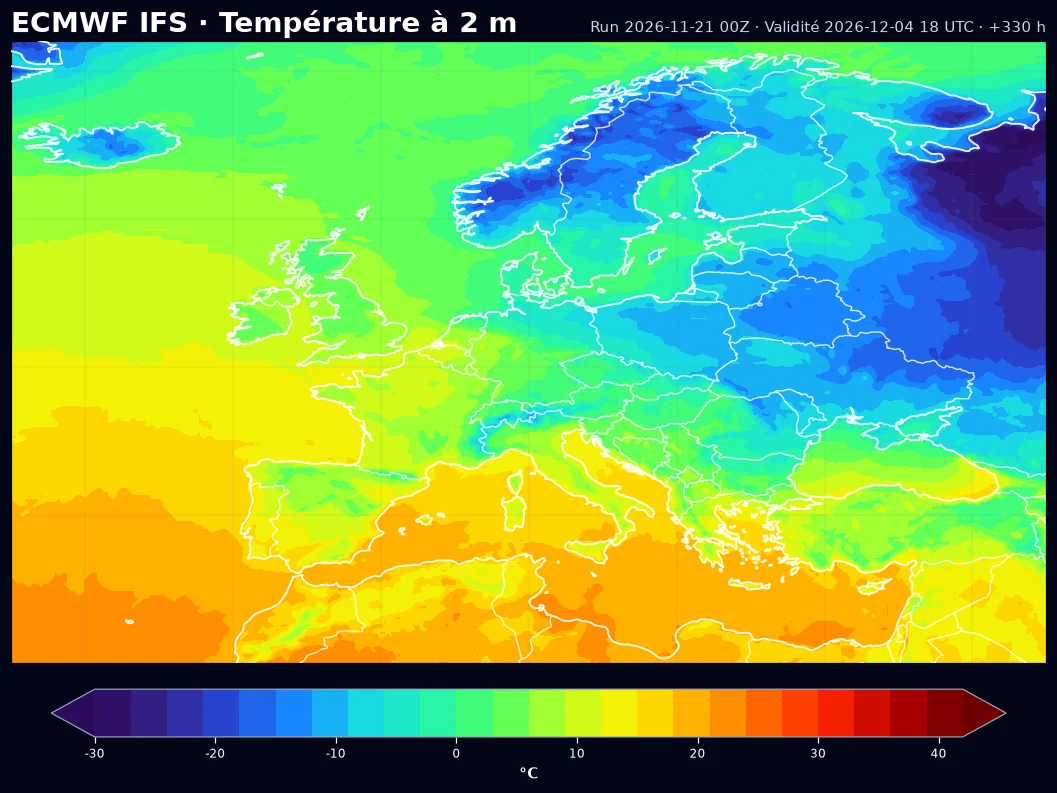 ECMWF IFS · Température à 2 m
Run 2026-11-21 00Z · Validité 2026-12-04 18 UTC · +330 h
-30 -20 -10 0 10 20 30 40
°C